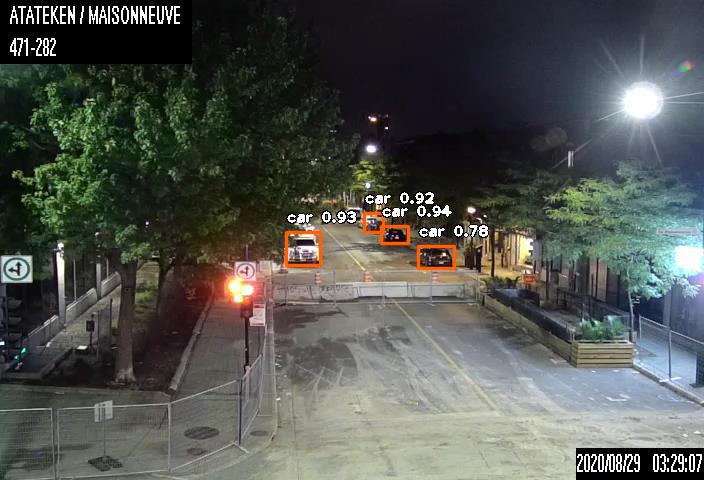 ATATEKEN / MAISONNEUVE
471-282
car 0.92
car 0.94
car 0.93
car 0.78
2020/08/29 03:29:07